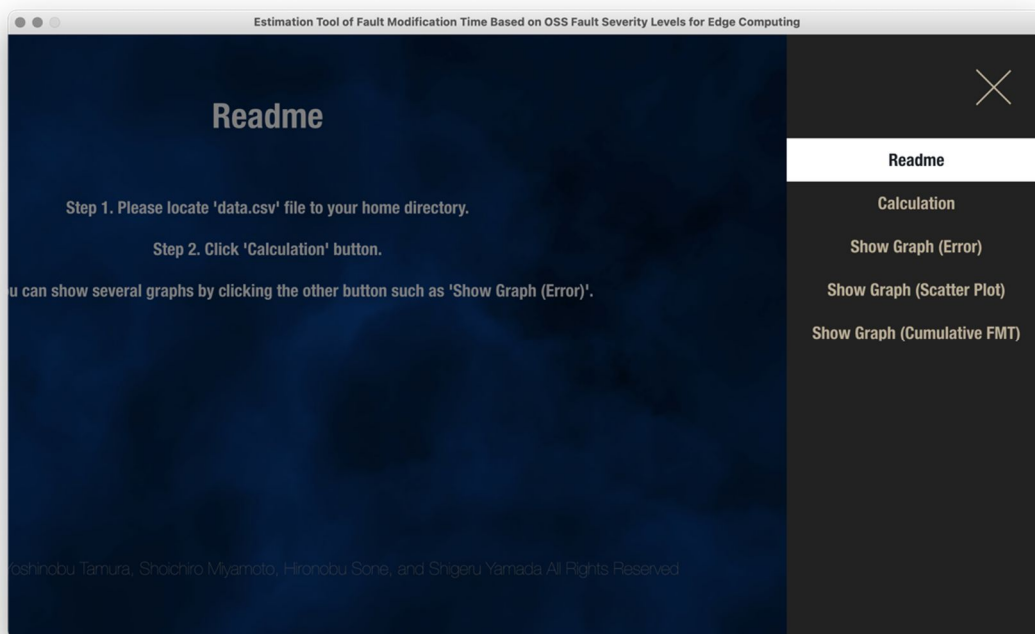 Estimation Tool of Fault Modification Time Based on OSS Fault Severity Levels for Edge Computing
Readme
Step 1. Please locate 'data.csv' file to your home directory.
Step 2. Click 'Calculation' button.
u can show several graphs by clicking the other button such as 'Show Graph (Error)'.
Yoshinobu Tamura, Shoichiro Miyamoto, Hironobu Sone, and Shigeru Yamada All Rights Reserved
Readme
Calculation
Show Graph (Error)
Show Graph (Scatter Plot)
Show Graph (Cumulative FMT)